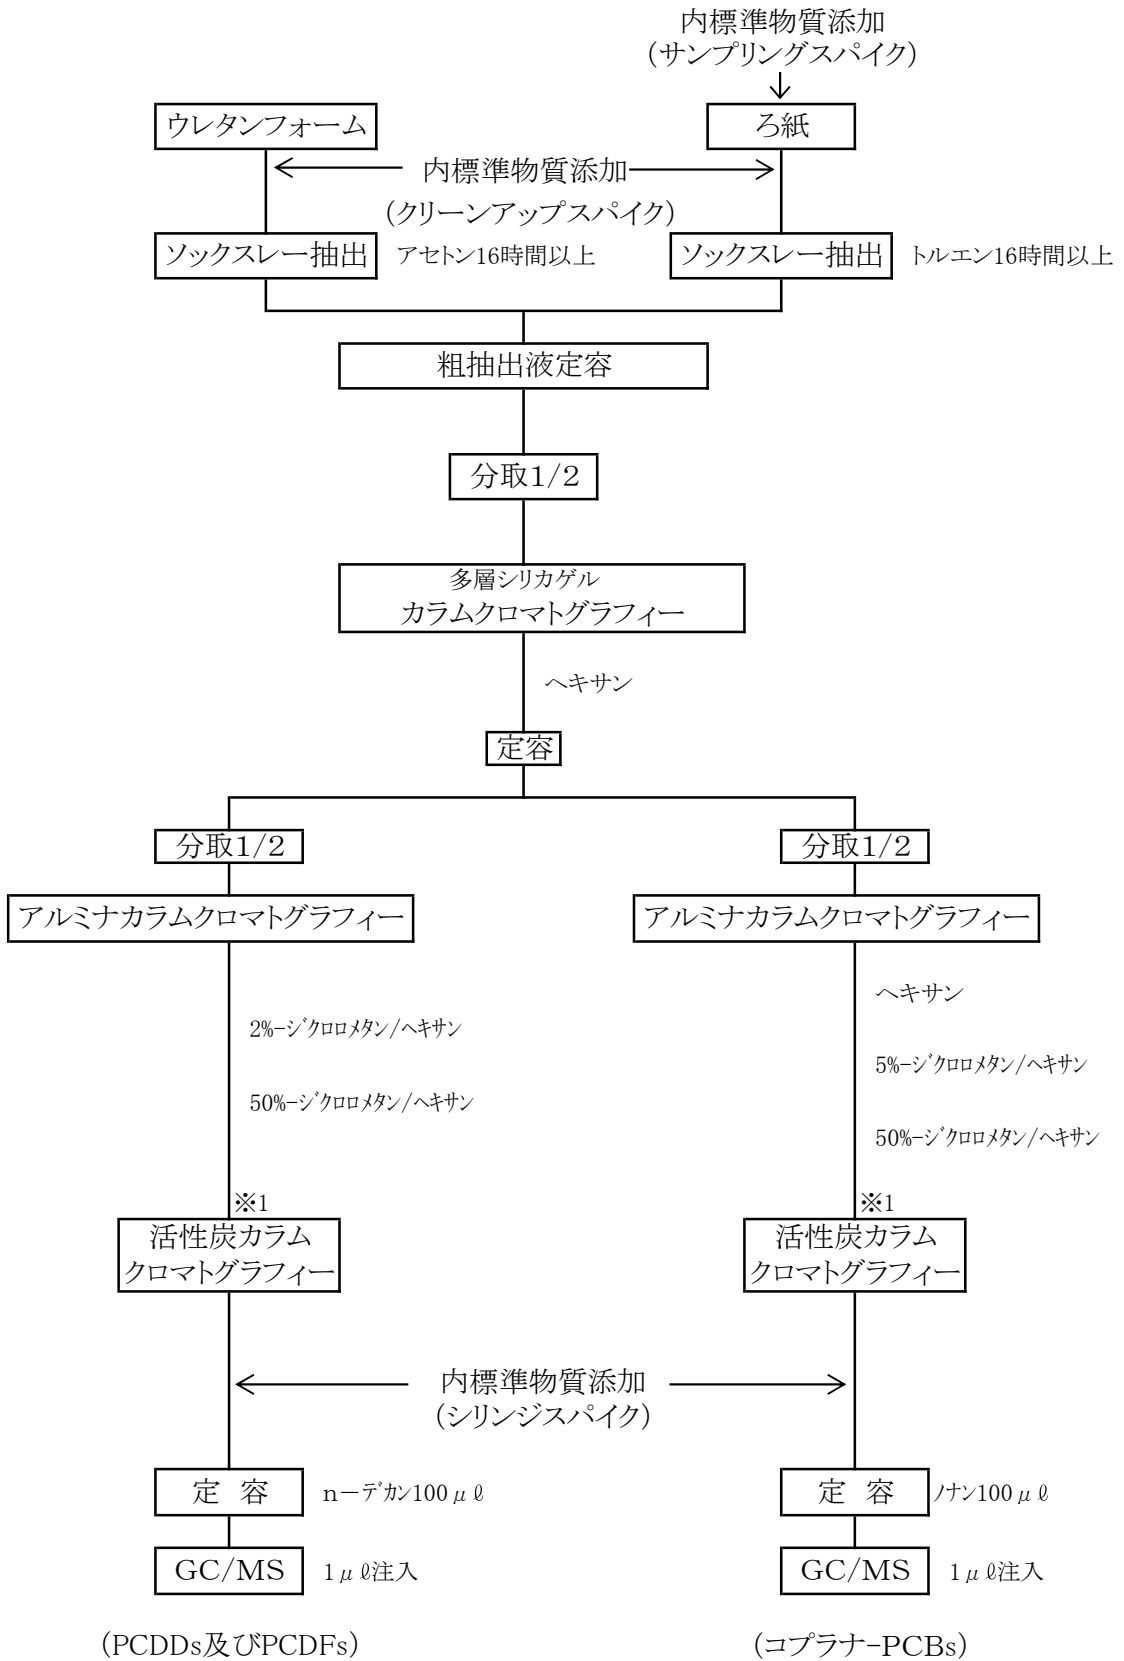 内標準物質添加
(サンプリングスパイク)
ウレタンフォーム
ろ紙
内標準物質添加
(クリーンアップスパイク)
ソックスレー抽出
アセトン16時間以上
ソックスレー抽出
トルエン16時間以上
粗抽出液定容
分取1/2
多層シリカゲル
カラムクロマトグラフィー
ヘキサン
定容
分取1/2
分取1/2
アルミナカラムクロマトグラフィー
アルミナカラムクロマトグラフィー
ヘキサン
2%-ジクロロメタン/ヘキサン
5%-ジクロロメタン/ヘキサン
50%-ジクロロメタン/ヘキサン
50%-ジクロロメタン/ヘキサン
※1
※1
活性炭カラム
クロマトグラフィー
活性炭カラム
クロマトグラフィー
内標準物質添加
(シリンジスパイク)
定 容
n-デカン100μℓ
定 容
ノナン100μℓ
GC/MS
1μℓ注入
GC/MS
1μℓ注入
(PCDDs及びPCDFs)
(コプラナ-PCBs)